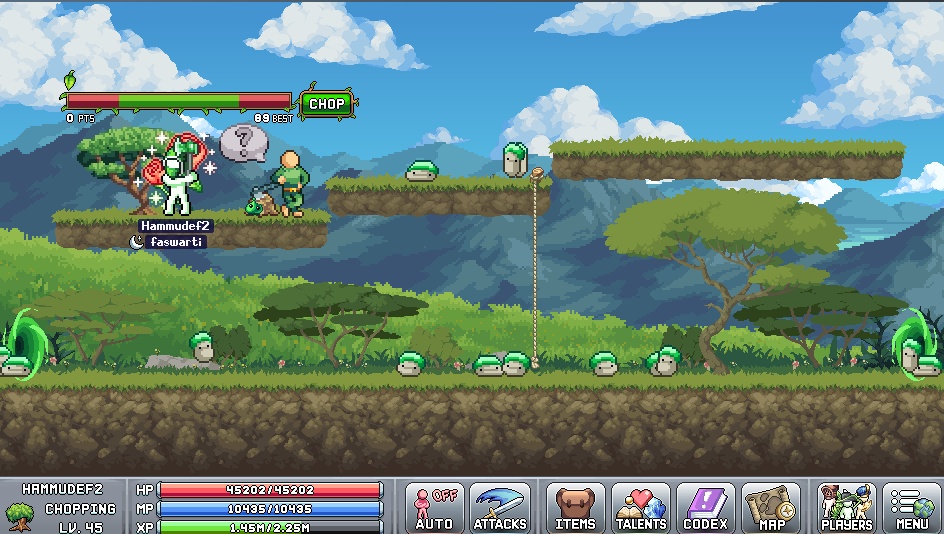 CHOP
0 PTS
89 BEST
?
Hammudef2
faswarti
HAMMUDEF2
CHOPPING
LV. 45
HP 45202/45202
MP 10435/10435
XP 1.45M/2.25M
OFF
AUTO
ATTACKS
ITEMS
TALENTS
CODEX
MAP
PLAYERS
MENU